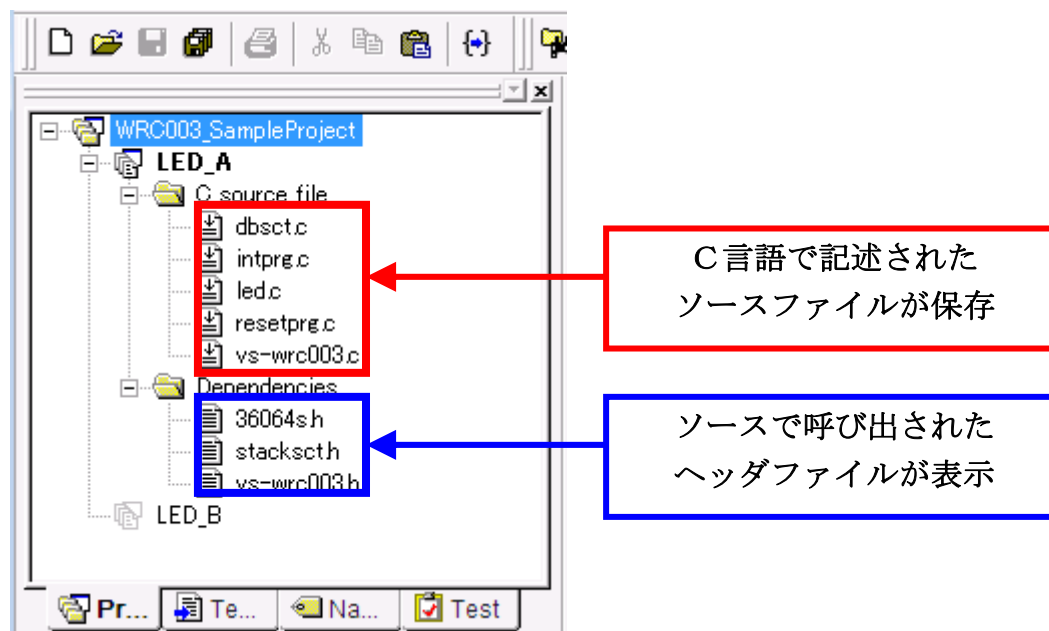 WRC003_SampleProject
LED_A
C source file
dbsct.c
intprg.c
led.c
resetprg.c
vs-wrc003.c
Dependencies
36064s.h
stacksct.h
vs-wrc003.h
LED_B
C言語で記述された
ソースファイルが保存
ソースで呼び出された
ヘッダファイルが表示
Pr...
Te...
Na...
Test